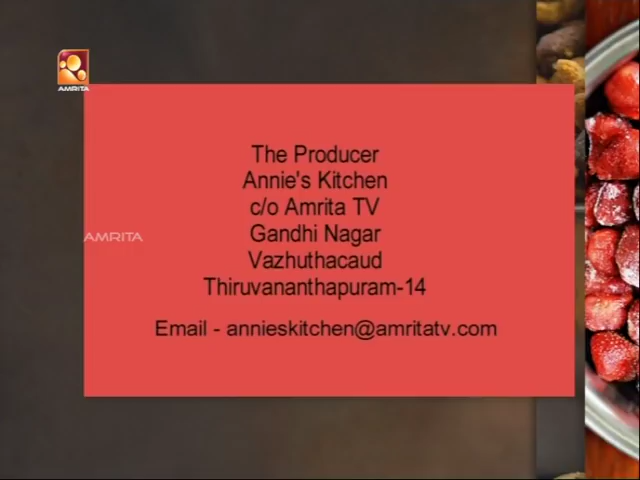 AMRITA
The Producer
Annie's Kitchen
c/o Amrita TV
AMRITA
Gandhi Nagar
Vazhuthacaud
Thiruvananthapuram-14
Email - annieskitchen@amritatv.com